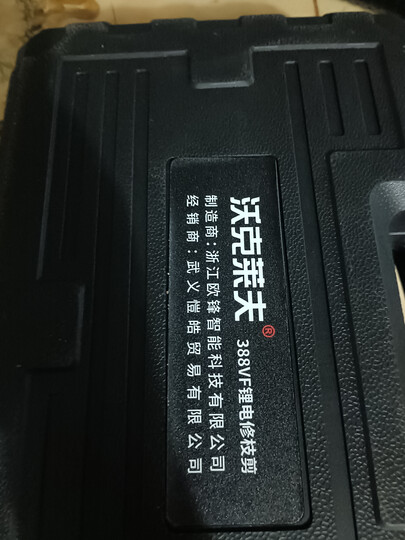 沃克莱夫® 388VF锂电修枝剪
制造商:浙江欧锋智能科技有限公司
经销商:武义恺皓贸易有限公司